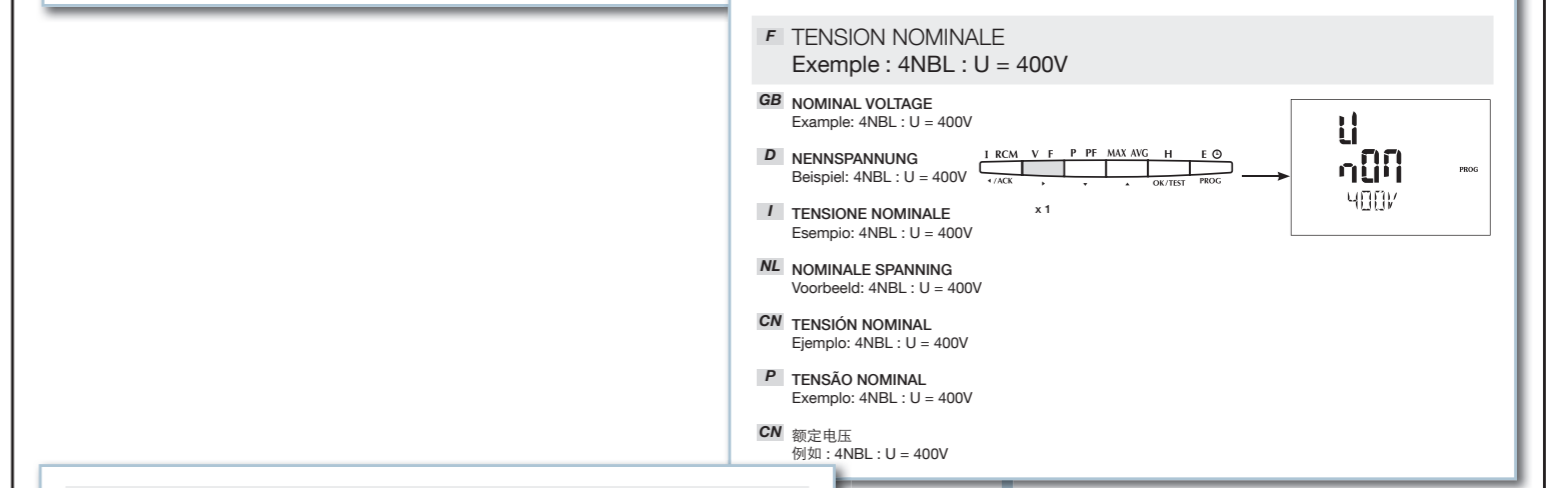 F TENSION NOMINALE
Exemple : 4NBL : U = 400V
GB NOMINAL VOLTAGE
Example: 4NBL : U = 400V
D NENNSPANNUNG
Beispiel: 4NBL : U = 400V
I TENSIONE NOMINALE
Esempio: 4NBL : U = 400V
NL NOMINALE SPANNING
Voorbeeld: 4NBL : U = 400V
CN TENSIÓN NOMINAL
Ejemplo: 4NBL : U = 400V
P TENSÃO NOMINAL
Exemplo: 4NBL : U = 400V
CN 额定电压
例如 : 4NBL : U = 400V
I RCM V F P PF MAX AVG H E
/ACK OK/TEST PROG
x 1
U
nOM
400V
PROG